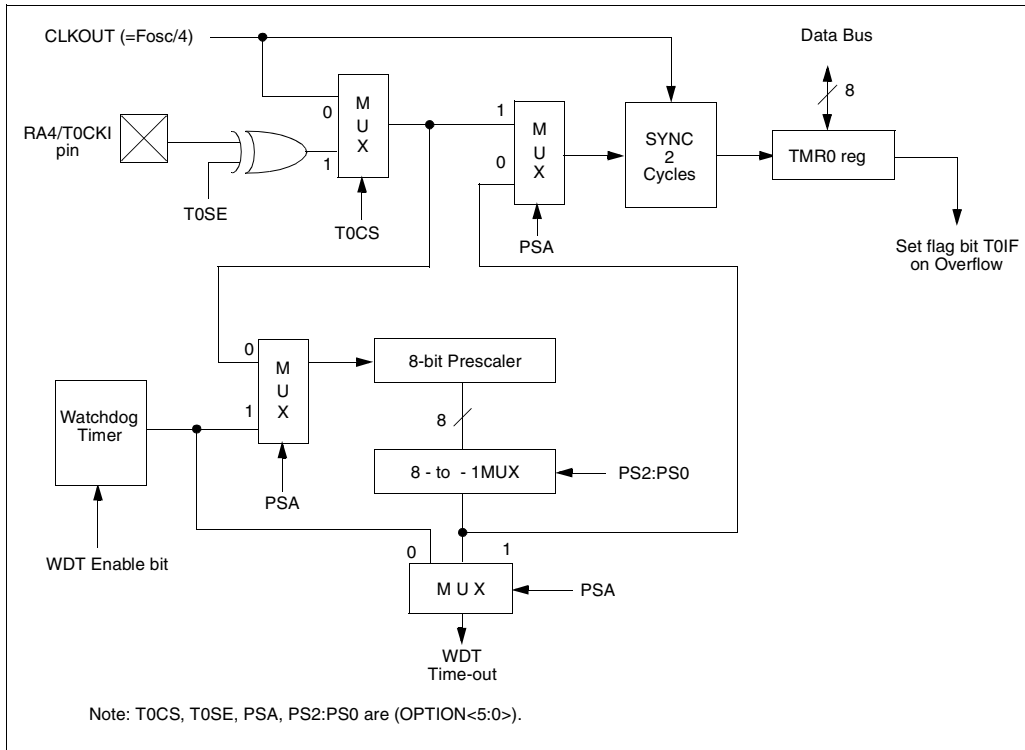 CLKOUT (=Fosc/4)
Data Bus
8
RA4/T0CKI
pin
0
1
M
U
X
T0SE
T0CS
1
0
M
U
X
PSA
SYNC
2
Cycles
TMR0 reg
Set flag bit T0IF
on Overflow
0
1
M
U
X
PSA
8-bit Prescaler
8
Watchdog
Timer
WDT Enable bit
8 - to - 1MUX
PS2:PS0
0
1
M U X
PSA
WDT
Time-out
Note: T0CS, T0SE, PSA, PS2:PS0 are (OPTION<5:0>).